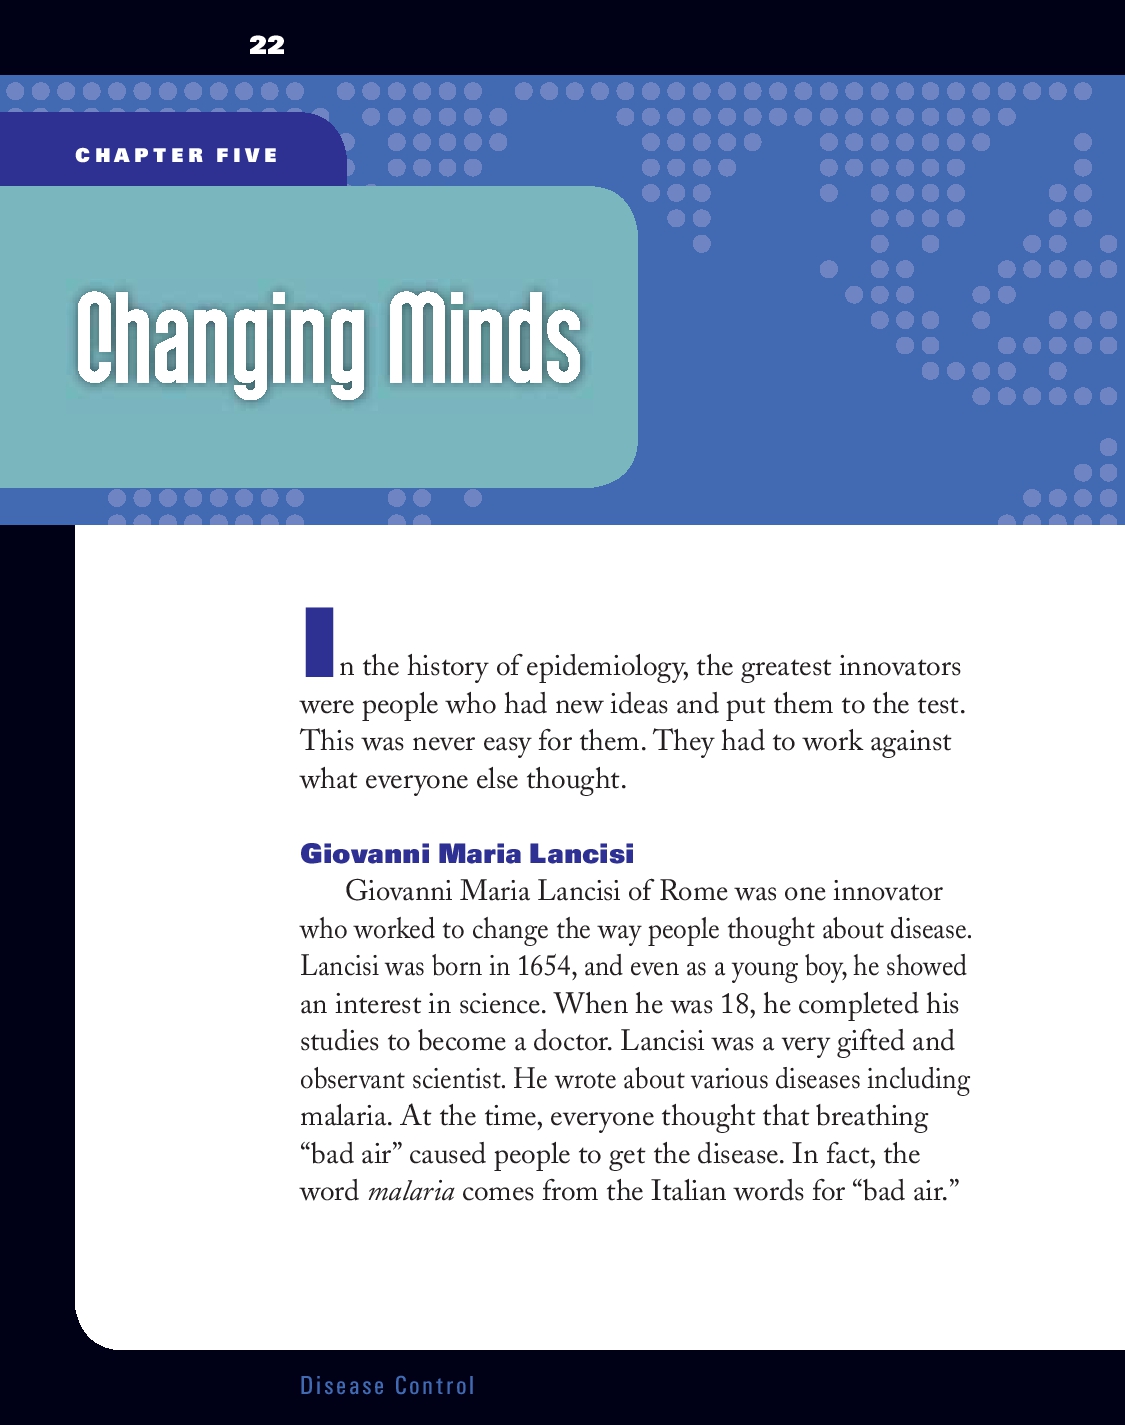 22
CHAPTER FIVE
Changing Minds
In the history of epidemiology, the greatest innovators
were people who had new ideas and put them to the test.
This was never easy for them. They had to work against
what everyone else thought.
Giovanni Maria Lancisi
Giovanni Maria Lancisi of Rome was one innovator
who worked to change the way people thought about disease.
Lancisi was born in 1654, and even as a young boy, he showed
an interest in science. When he was 18, he completed his
studies to become a doctor. Lancisi was a very gifted and
observant scientist. He wrote about various diseases including
malaria. At the time, everyone thought that breathing
“bad air” caused people to get the disease. In fact, the
word malaria comes from the Italian words for “bad air.”
Disease Control